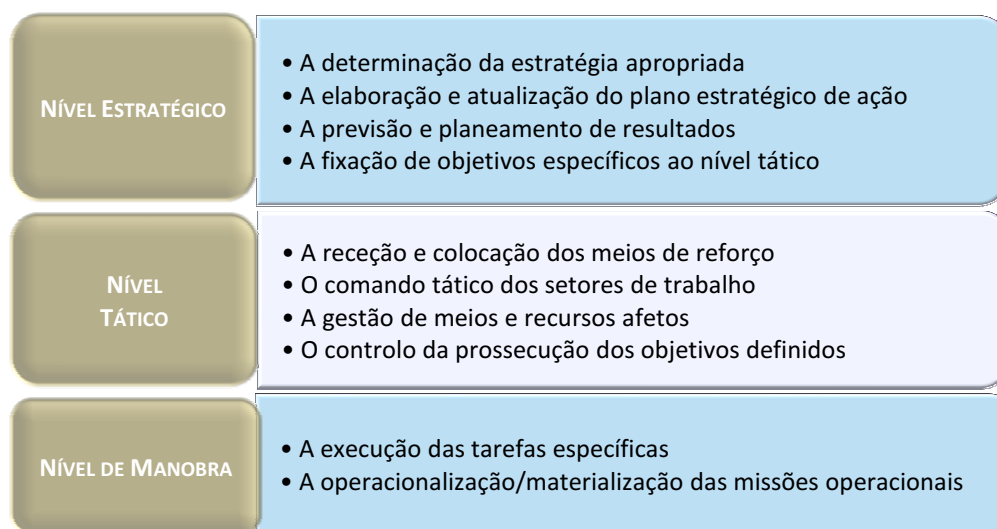 NÍVEL ESTRATÉGICO
• A determinação da estratégia apropriada
• A elaboração e atualização do plano estratégico de ação
• A previsão e planeamento de resultados
• A fixação de objetivos específicos ao nível tático
NÍVEL
TÁTICO
• A receção e colocação dos meios de reforço
• O comando tático dos setores de trabalho
• A gestão de meios e recursos afetos
• O controlo da prossecução dos objetivos definidos
NÍVEL DE MANOBRA
• A execução das tarefas específicas
• A operacionalização/materialização das missões operacionais